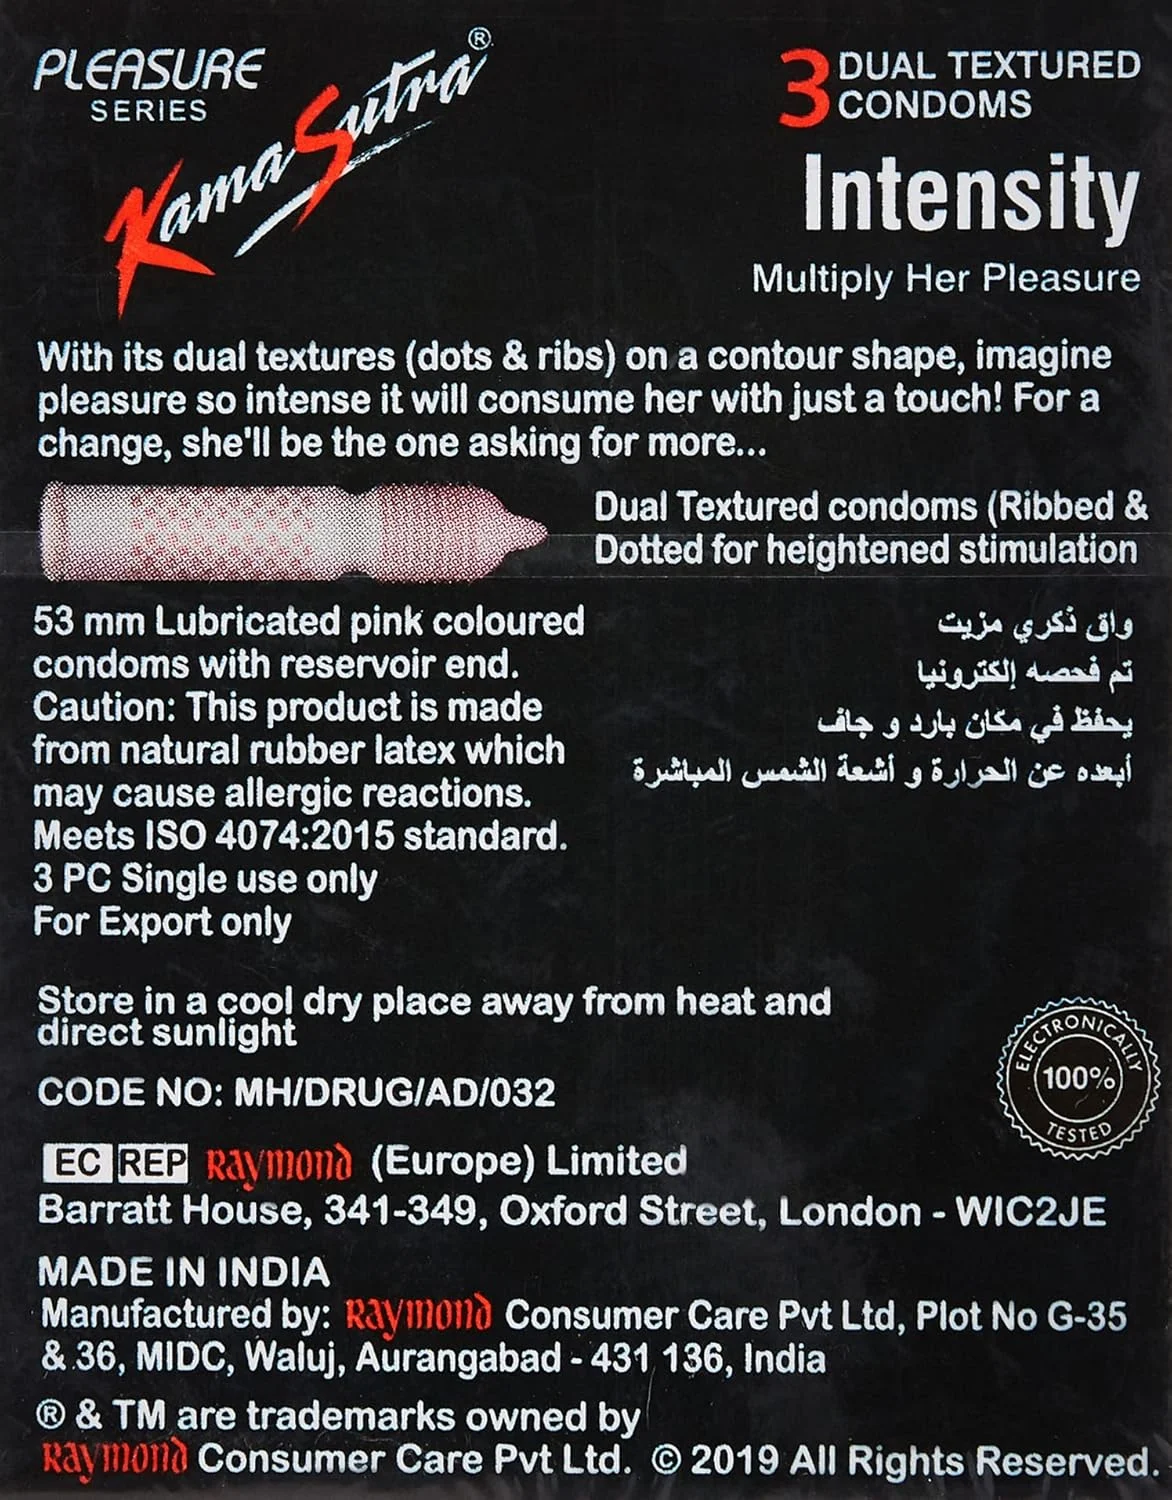 PLEASURE
SERIES
KamaSutra®
3 DUAL TEXTURED
CONDOMS
Intensity
Multiply Her Pleasure
With its dual textures (dots & ribs) on a contour shape, imagine
pleasure so intense it will consume her with just a touch! For a
change, she'll be the one asking for more...
Dual Textured condoms (Ribbed &
Dotted for heightened stimulation
53 mm Lubricated pink coloured
condoms with reservoir end.
Caution: This product is made
from natural rubber latex which
may cause allergic reactions.
Meets ISO 4074:2015 standard.
3 PC Single use only
For Export only
واق ذكري مزيت
تم فحصه إلكترونيا
يحفظ في مكان بارد و جاف
أبعده عن الحرارة و أشعة الشمس المباشرة
Store in a cool dry place away from heat and
direct sunlight
CODE NO: MH/DRUG/AD/032
ELECTRONICALLY
100%
TESTED
EC REP Raymond (Europe) Limited
Barratt House, 341-349, Oxford Street, London - WIC2JE
MADE IN INDIA
Manufactured by: Raymond Consumer Care Pvt Ltd, Plot No G-35
& 36, MIDC, Waluj, Aurangabad - 431 136, India
® & TM are trademarks owned by
Raymond Consumer Care Pvt Ltd. © 2019 All Rights Reserved.